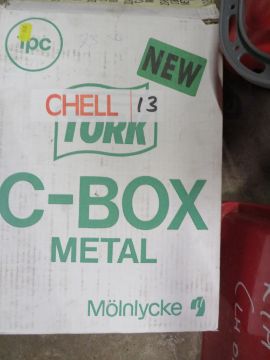 ipc
NEW
CHELL 13
TORK
C-BOX
METAL
Mölnlycke